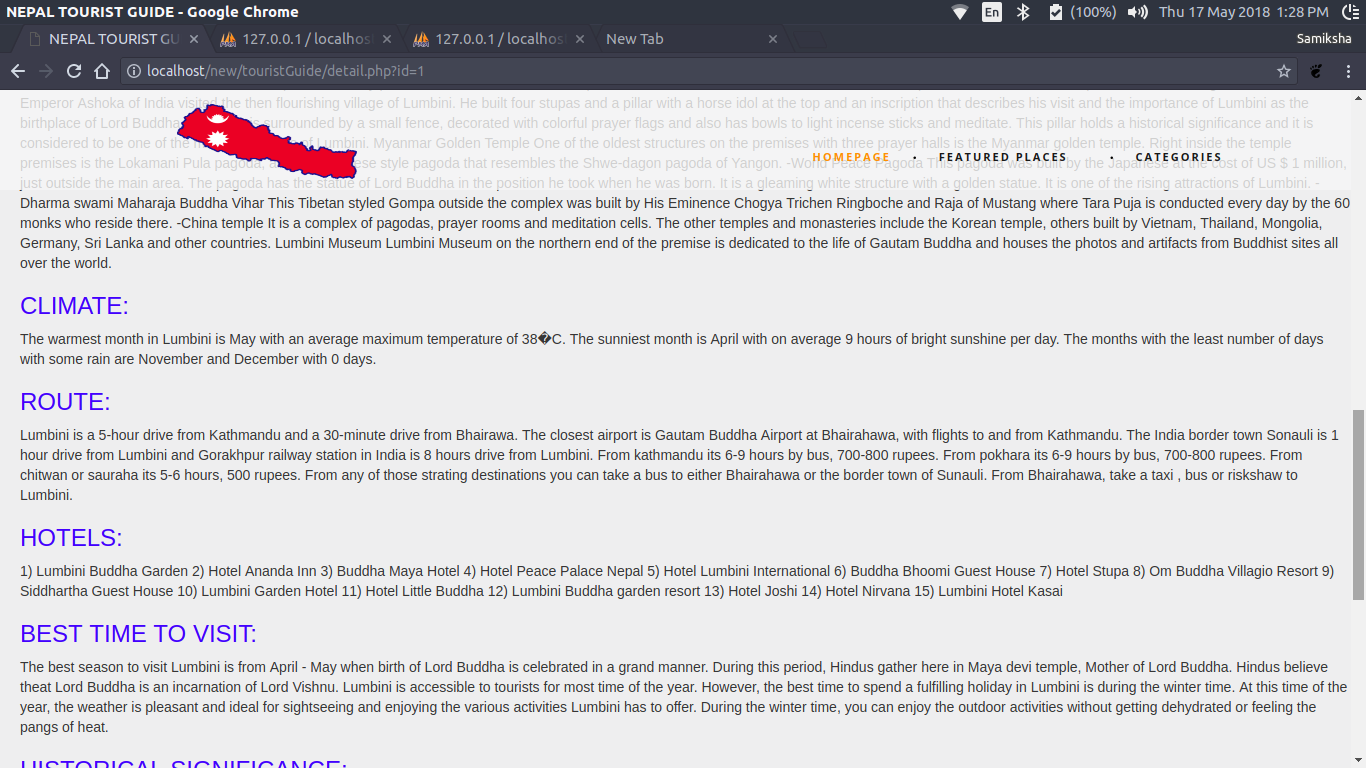 NEPAL TOURIST GUIDE - Google Chrome
En
(100%)
Thu 17 May 2018 1:28 PM
NEPAL TOURIST GU
127.0.0.1 / localhos
127.0.0.1 / localhos
New Tab
Samiksha
localhost/new/touristGuide/detail.php?id=1
Emperor Ashoka of India visited the then flourishing village of Lumbini. He built four stupas and a pillar with a horse idol at the top and an inscription that describes his visit and the importance of Lumbini as the
birthplace of Lord Buddha surrounded by a small fence, decorated with colorful prayer flags and also has bowls to light incense sticks and meditate. This pillar holds a historical significance and it is
considered to be one of the of Lumbini. Myanmar Golden Temple One of the oldest structures on the premises with three prayer halls is the Myanmar golden temple. Right inside the temple
premises is the Lokamani Pula pagoda, style pagoda that resembles the Shwe-dagon pagoda of Yangon. -World Peace Pagoda This pagoda was built by the Japanese at the cost of US $ 1 million,
HOMEPAGE • FEATURED PLACES • CATEGORIES
just outside the main area. The pagoda has the statue of Lord Buddha in the position he took when he was born. It is a gleaming white structure with a golden statue. It is one of the rising attractions of Lumbini. -
Dharma swami Maharaja Buddha Vihar This Tibetan styled Gompa outside the complex was built by His Eminence Chogya Trichen Ringboche and Raja of Mustang where Tara Puja is conducted every day by the 60
monks who reside there. -China temple It is a complex of pagodas, prayer rooms and meditation cells. The other temples and monasteries include the Korean temple, others built by Vietnam, Thailand, Mongolia,
Germany, Sri Lanka and other countries. Lumbini Museum Lumbini Museum on the northern end of the premise is dedicated to the life of Gautam Buddha and houses the photos and artifacts from Buddhist sites all
over the world.
CLIMATE:
The warmest month in Lumbini is May with an average maximum temperature of 38�C. The sunniest month is April with on average 9 hours of bright sunshine per day. The months with the least number of days
with some rain are November and December with 0 days.
ROUTE:
Lumbini is a 5-hour drive from Kathmandu and a 30-minute drive from Bhairawa. The closest airport is Gautam Buddha Airport at Bhairahawa, with flights to and from Kathmandu. The India border town Sonauli is 1
hour drive from Lumbini and Gorakhpur railway station in India is 8 hours drive from Lumbini. From kathmandu its 6-9 hours by bus, 700-800 rupees. From pokhara its 6-9 hours by bus, 700-800 rupees. From
chitwan or sauraha its 5-6 hours, 500 rupees. From any of those strating destinations you can take a bus to either Bhairahawa or the border town of Sunauli. From Bhairahawa, take a taxi , bus or riskshaw to
Lumbini.
HOTELS:
1) Lumbini Buddha Garden 2) Hotel Ananda Inn 3) Buddha Maya Hotel 4) Hotel Peace Palace Nepal 5) Hotel Lumbini International 6) Buddha Bhoomi Guest House 7) Hotel Stupa 8) Om Buddha Villagio Resort 9)
Siddhartha Guest House 10) Lumbini Garden Hotel 11) Hotel Little Buddha 12) Lumbini Buddha garden resort 13) Hotel Joshi 14) Hotel Nirvana 15) Lumbini Hotel Kasai
BEST TIME TO VISIT:
The best season to visit Lumbini is from April - May when birth of Lord Buddha is celebrated in a grand manner. During this period, Hindus gather here in Maya devi temple, Mother of Lord Buddha. Hindus believe
theat Lord Buddha is an incarnation of Lord Vishnu. Lumbini is accessible to tourists for most time of the year. However, the best time to spend a fulfilling holiday in Lumbini is during the winter time. At this time of the
year, the weather is pleasant and ideal for sightseeing and enjoying the various activities Lumbini has to offer. During the winter time, you can enjoy the outdoor activities without getting dehydrated or feeling the
pangs of heat.
HISTORICAL SIGNIFICANCE: